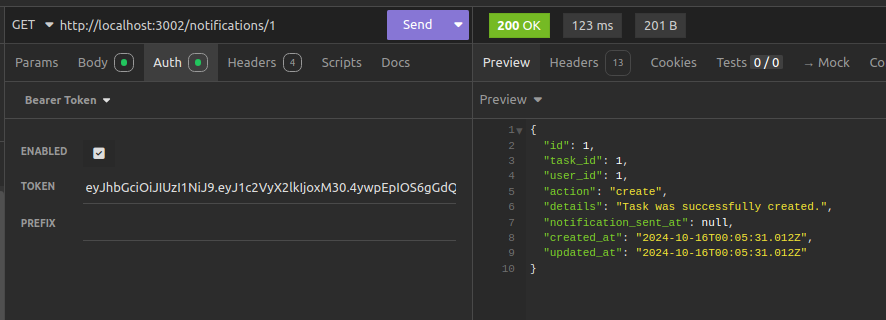 GET http://localhost:3002/notifications/1 Send
200 OK 123 ms 201 B
Params Body Auth Headers 4 Scripts Docs
Preview Headers 13 Cookies Tests 0 / 0 → Mock Co
Bearer Token
Preview
ENABLED
TOKEN eyJhbGciOiJIUzI1NiJ9.eyJ1c2VyX2lkIjoxM30.4ywpEpIOS6gGdQ
PREFIX
1 {
2 "id": 1,
3 "task_id": 1,
4 "user_id": 1,
5 "action": "create",
6 "details": "Task was successfully created.",
7 "notification_sent_at": null,
8 "created_at": "2024-10-16T00:05:31.012Z",
9 "updated_at": "2024-10-16T00:05:31.012Z"
10 }